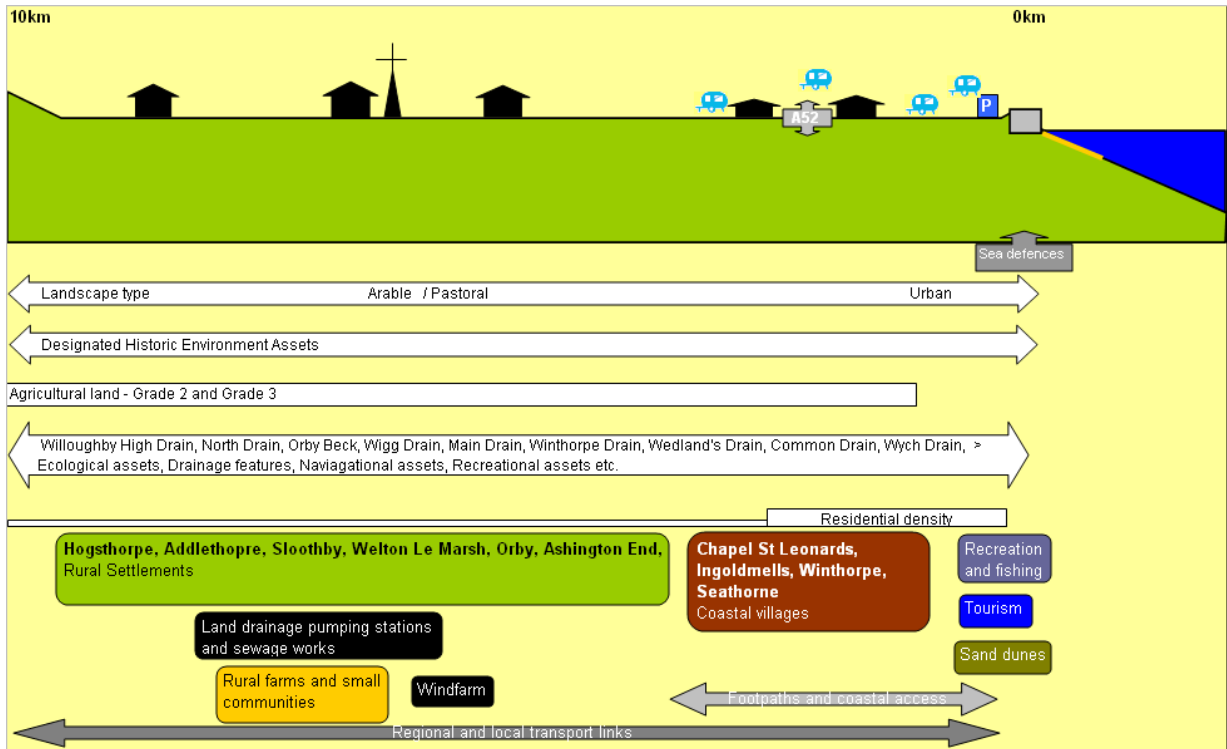 10km
0km
P
A52
Sea defences
Landscape type Arable / Pastoral Urban
Designated Historic Environment Assets
Agricultural land - Grade 2 and Grade 3
Willoughby High Drain, North Drain, Orby Beck, Wigg Drain, Main Drain, Winthorpe Drain, Wedland's Drain, Common Drain, Wych Drain, >
Ecological assets, Drainage features, Naviagational assets, Recreational assets etc.
Residential density
Hogsthorpe, Addlethopre, Sloothby, Welton Le Marsh, Orby, Ashington End,
Rural Settlements
Chapel St Leonards,
Ingoldmells, Winthorpe,
Seathorne
Coastal villages
Recreation
and fishing
Tourism
Sand dunes
Land drainage pumping stations
and sewage works
Rural farms and small
communities
Windfarm
Footpaths and coastal access
Regional and local transport links